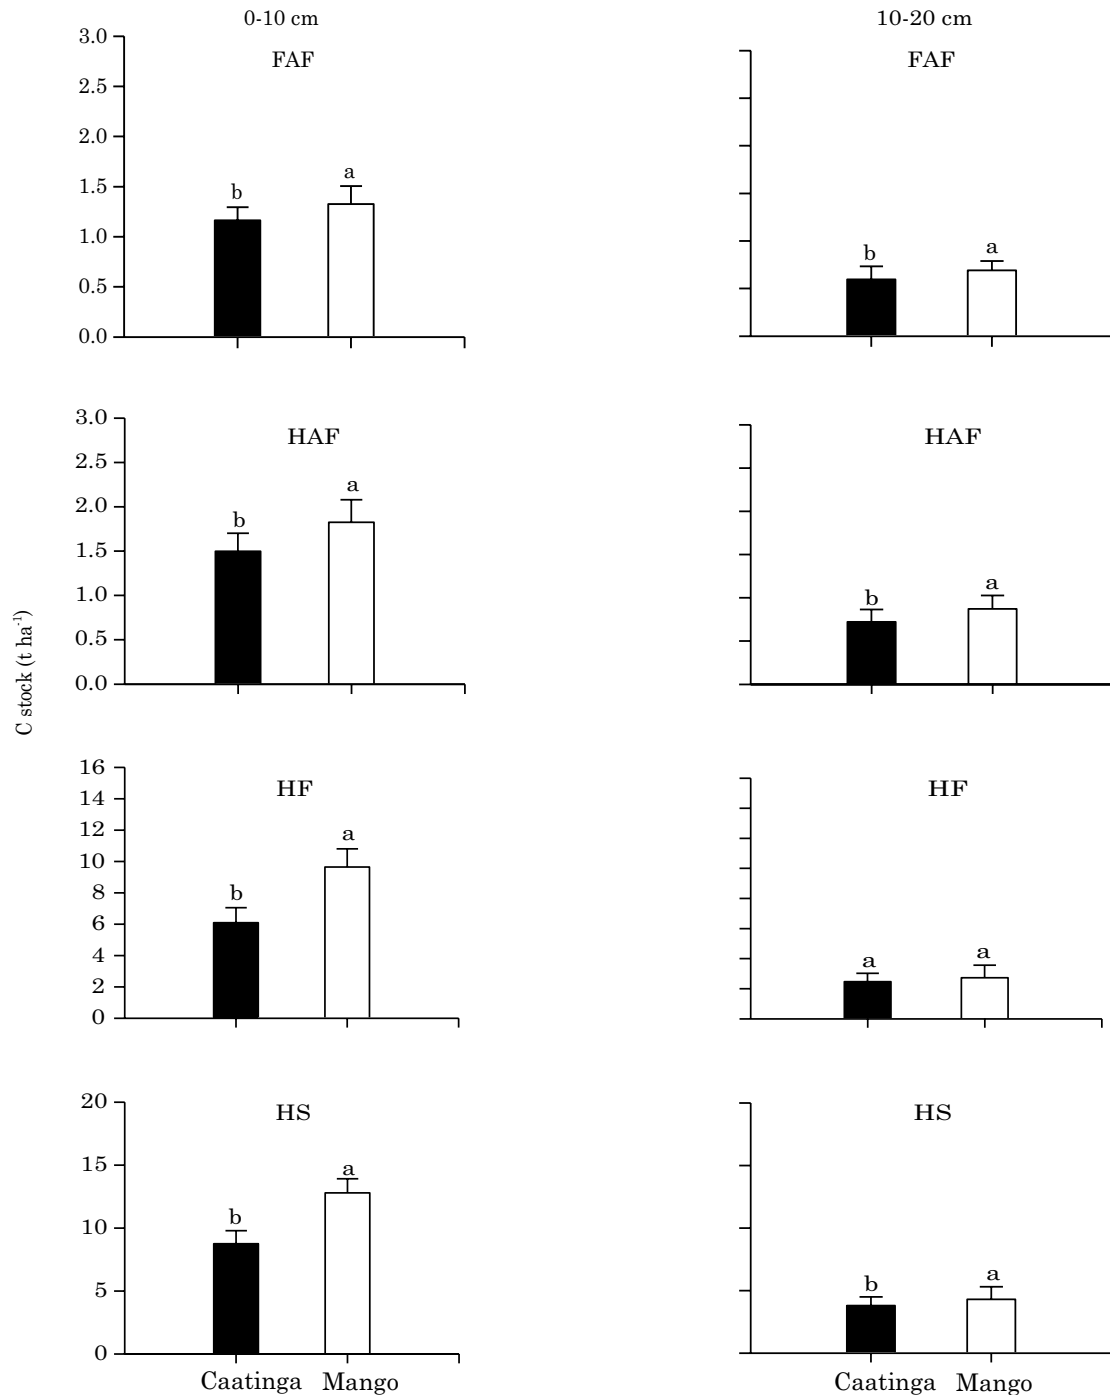 0-10 cm
10-20 cm
FAF
FAF
3.0
2.5
2.0
1.5
1.0
0.5
0.0
b
a
b
a
HAF
HAF
3.0
2.5
2.0
1.5
1.0
0.5
0.0
b
a
b
a
C stock (t ha⁻¹)
HF
HF
16
14
12
10
8
6
4
2
0
b
a
a
a
HS
HS
20
15
10
5
0
b
a
b
a
Caatinga Mango
Caatinga Mango